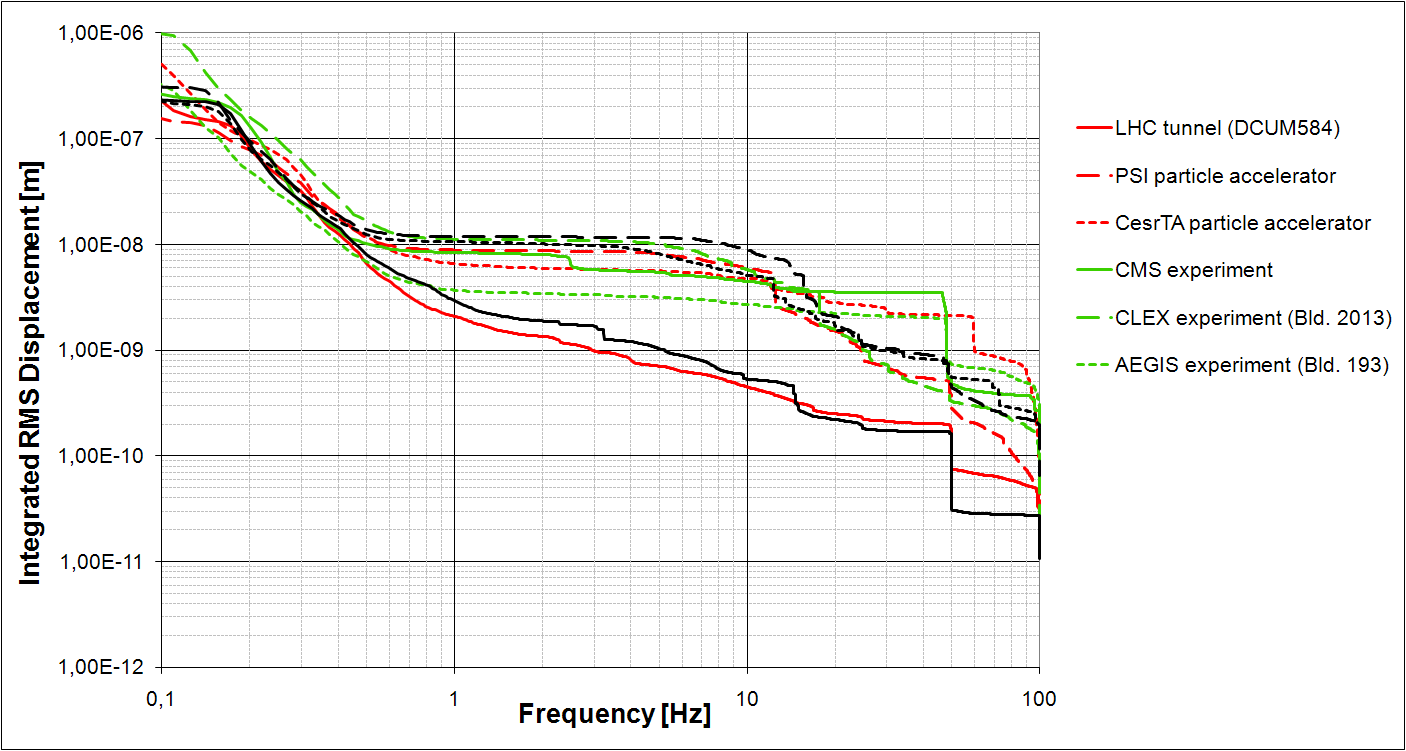 1,00E-06
1,00E-07
1,00E-08
1,00E-09
1,00E-10
1,00E-11
1,00E-12
Integrated RMS Displacement [m]
0,1
1
10
100
Frequency [Hz]
LHC tunnel (DCUM584)
PSI particle accelerator
CesrTA particle accelerator
CMS experiment
CLEX experiment (Bld. 2013)
AEGIS experiment (Bld. 193)